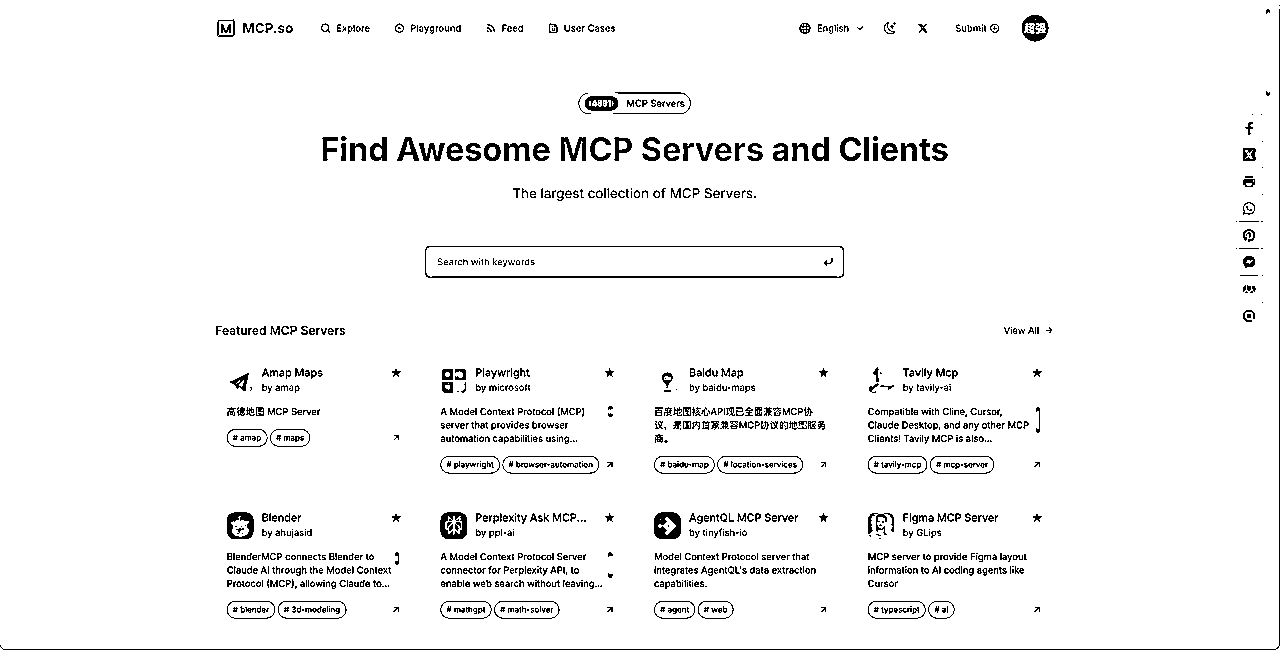 MCP.so
Explore
Playground
Feed
User Cases
English
Submit
MCP Servers
Find Awesome MCP Servers and Clients
The largest collection of MCP Servers.
Search with keywords
Featured MCP Servers
View All →
Amap Maps
by amap
高德地图 MCP Server
# amap # maps
Playwright
by microsoft
A Model Context Protocol (MCP)
server that provides browser
automation capabilities using...
# playwright # browser-automation
Baidu Map
by baidu-maps
百度地图核心API现已全面兼容MCP协
议，是国内首家兼容MCP协议的地图服务
商。
# baidu-map # location-services
Tavily Mcp
by tavily-ai
Compatible with Cline, Cursor,
Claude Desktop, and any other MCP
Clients! Tavily MCP is also...
# tavily-mcp # mcp-server
Blender
by ahujasid
BlenderMCP connects Blender to
Claude AI through the Model Context
Protocol (MCP), allowing Claude to...
# blender # 3d-modeling
Perplexity Ask MCP...
by ppl-ai
A Model Context Protocol Server
connector for Perplexity API, to
enable web search without leaving...
# mathgpt # math-solver
AgentQL MCP Server
by tinyfish-io
Model Context Protocol server that
integrates AgentQL's data extraction
capabilities.
# agent # web
Figma MCP Server
by GLips
MCP server to provide Figma layout
information to AI coding agents like
Cursor
# typescript # ai